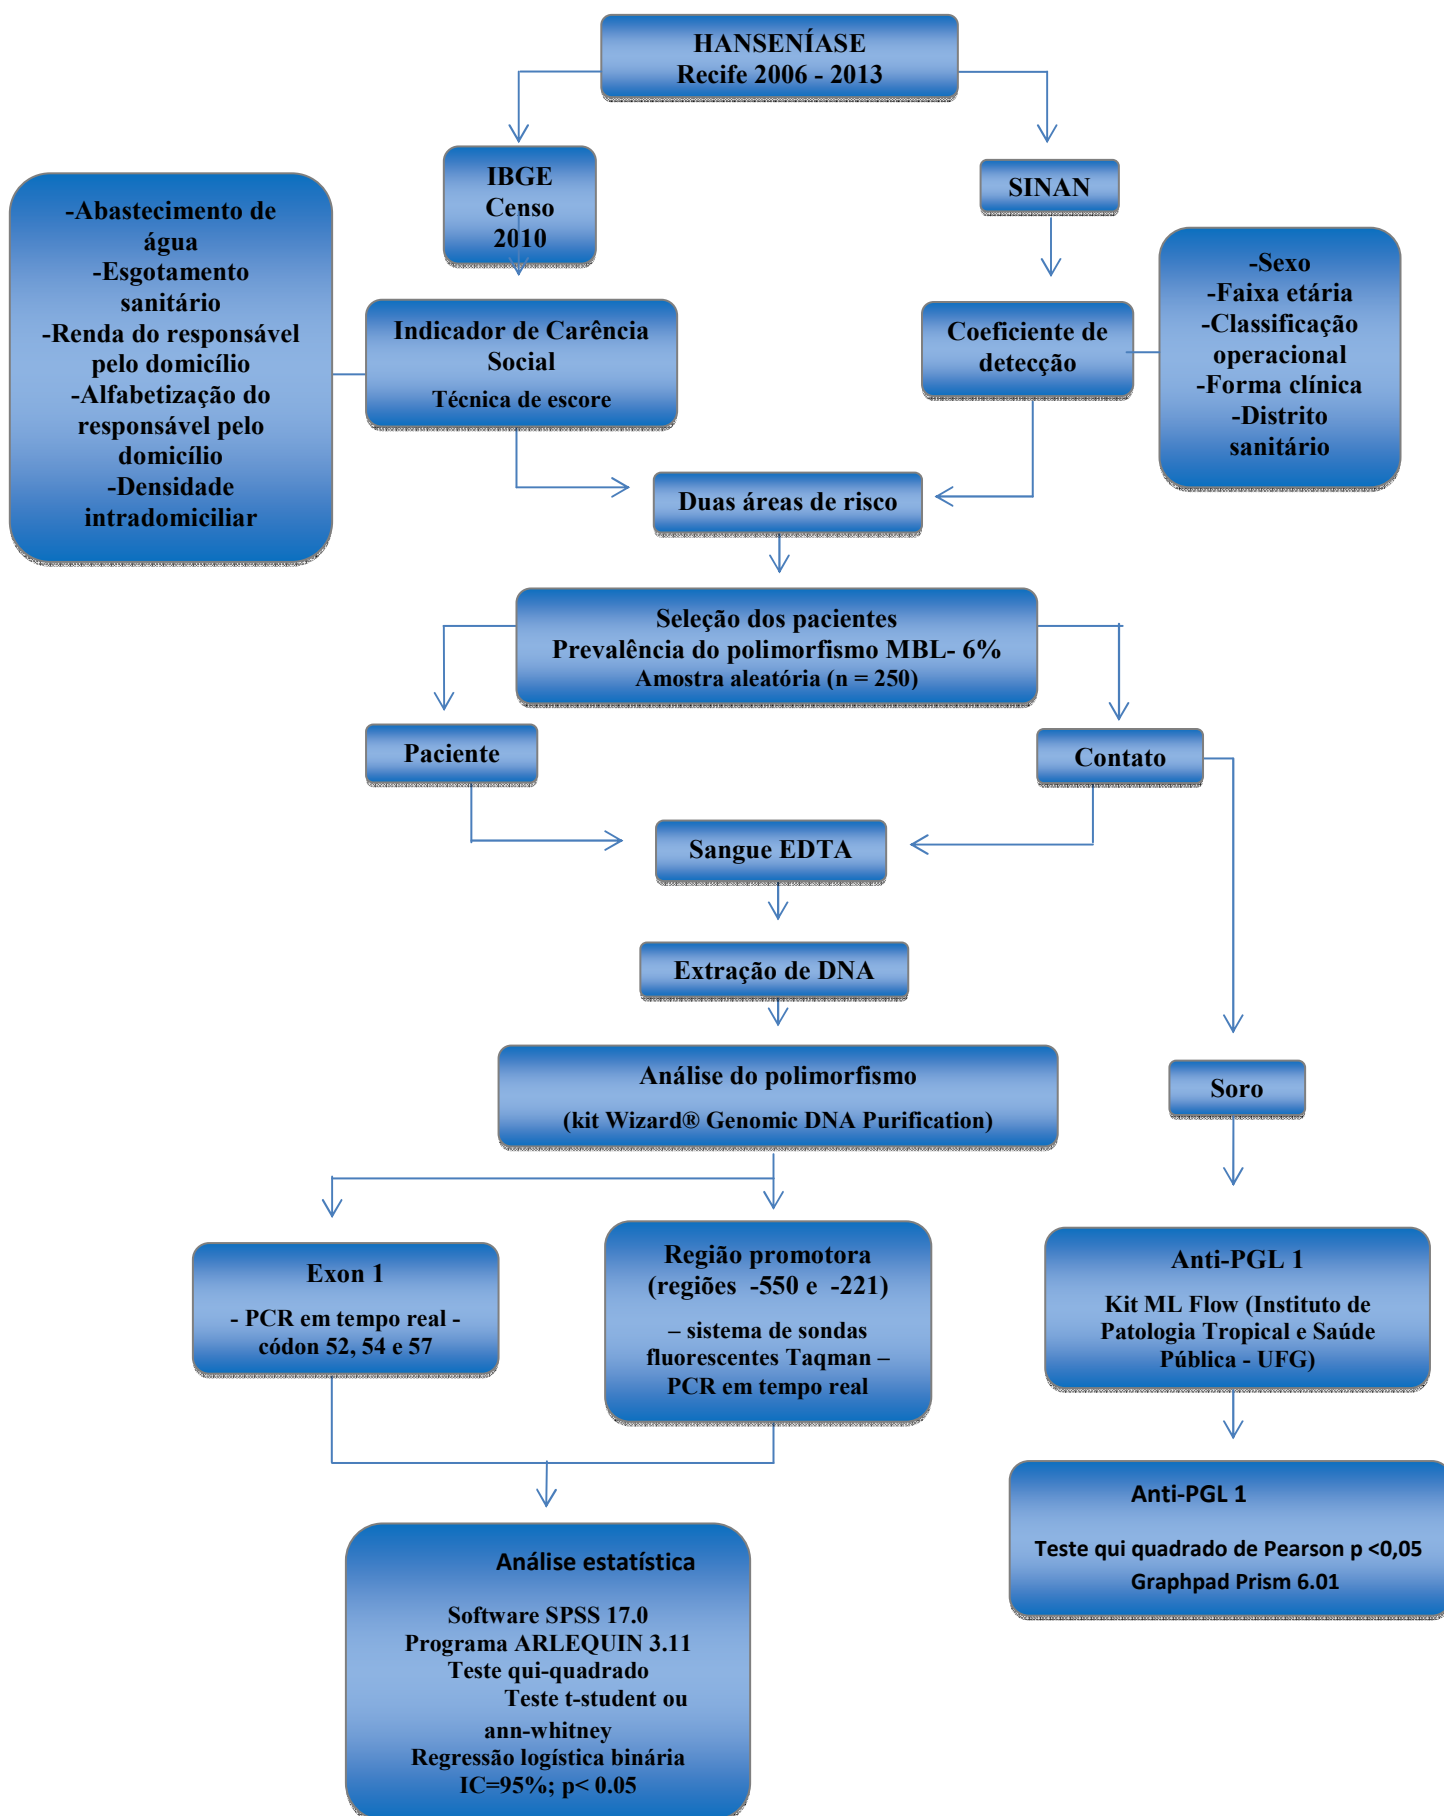 HANSENÍASE
Recife 2006 - 2013
IBGE
Censo
2010
SINAN
-Abastecimento de
água
-Esgotamento
sanitário
-Renda do responsável
pelo domicílio
-Alfabetização do
responsável pelo
domicílio
-Densidade
intradomiciliar
Indicador de Carência
Social
Técnica de escore
Coeficiente de
detecção
-Sexo
-Faixa etária
-Classificação
operacional
-Forma clínica
-Distrito
sanitário
Duas áreas de risco
Seleção dos pacientes
Prevalência do polimorfismo MBL- 6%
Amostra aleatória (n = 250)
Paciente
Contato
Sangue EDTA
Extração de DNA
Análise do polimorfismo
(kit Wizard® Genomic DNA Purification)
Soro
Exon 1
- PCR em tempo real -
códon 52, 54 e 57
Região promotora
(regiões -550 e -221)
– sistema de sondas
fluorescentes Taqman –
PCR em tempo real
Anti-PGL 1
Kit ML Flow (Instituto de
Patologia Tropical e Saúde
Pública - UFG)
Anti-PGL 1
Teste qui quadrado de Pearson p <0,05
Graphpad Prism 6.01
Análise estatística
Software SPSS 17.0
Programa ARLEQUIN 3.11
Teste qui-quadrado
Teste t-student ou
ann-whitney
Regressão logística binária
IC=95%; p< 0.05